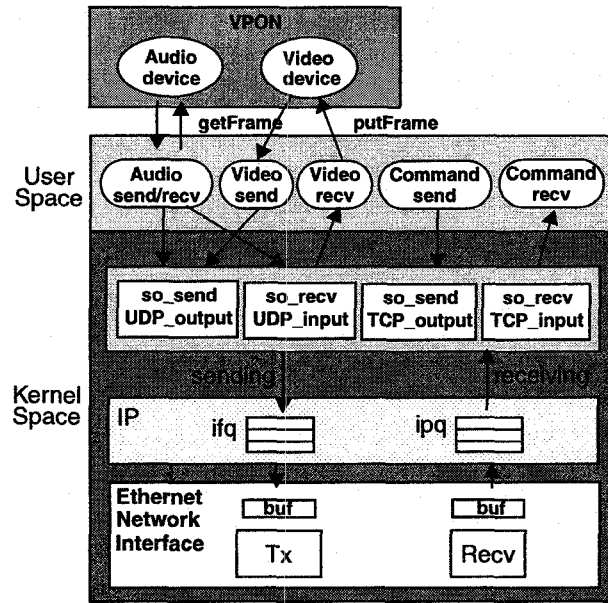 VPON
Audio
device
Video
device
getFrame
putFrame
User
Space
Audio
send/recv
Video
send
Video
recv
Command
send
Command
recv
so_send
UDP_output
so_recv
UDP_input
so_send
TCP_output
so_recv
TCP_input
sending
receiving
Kernel
Space
IP
ifq
ipq
Ethernet
Network
Interface
buf
buf
Tx
Recv